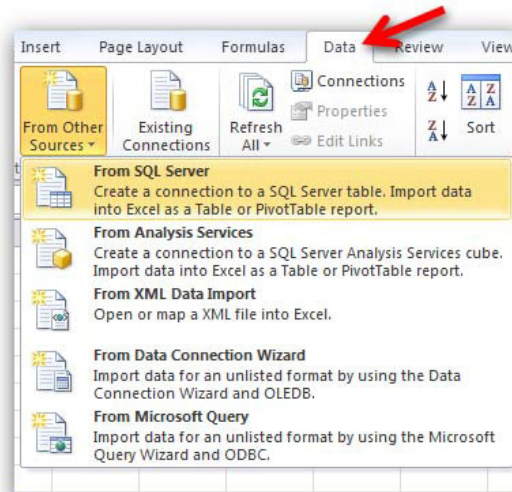 Insert Page Layout Formulas Data Review View
From Other Sources
Existing Connections
Refresh All
Connections
Properties
Edit Links
A Z
Z A
A Z
Z A
Sort
From SQL Server
Create a connection to a SQL Server table. Import data
into Excel as a Table or PivotTable report.
From Analysis Services
Create a connection to a SQL Server Analysis Services cube.
Import data into Excel as a Table or PivotTable report.
From XML Data Import
Open or map a XML file into Excel.
From Data Connection Wizard
Import data for an unlisted format by using the Data
Connection Wizard and OLEDB.
From Microsoft Query
Import data for an unlisted format by using the Microsoft
Query Wizard and ODBC.